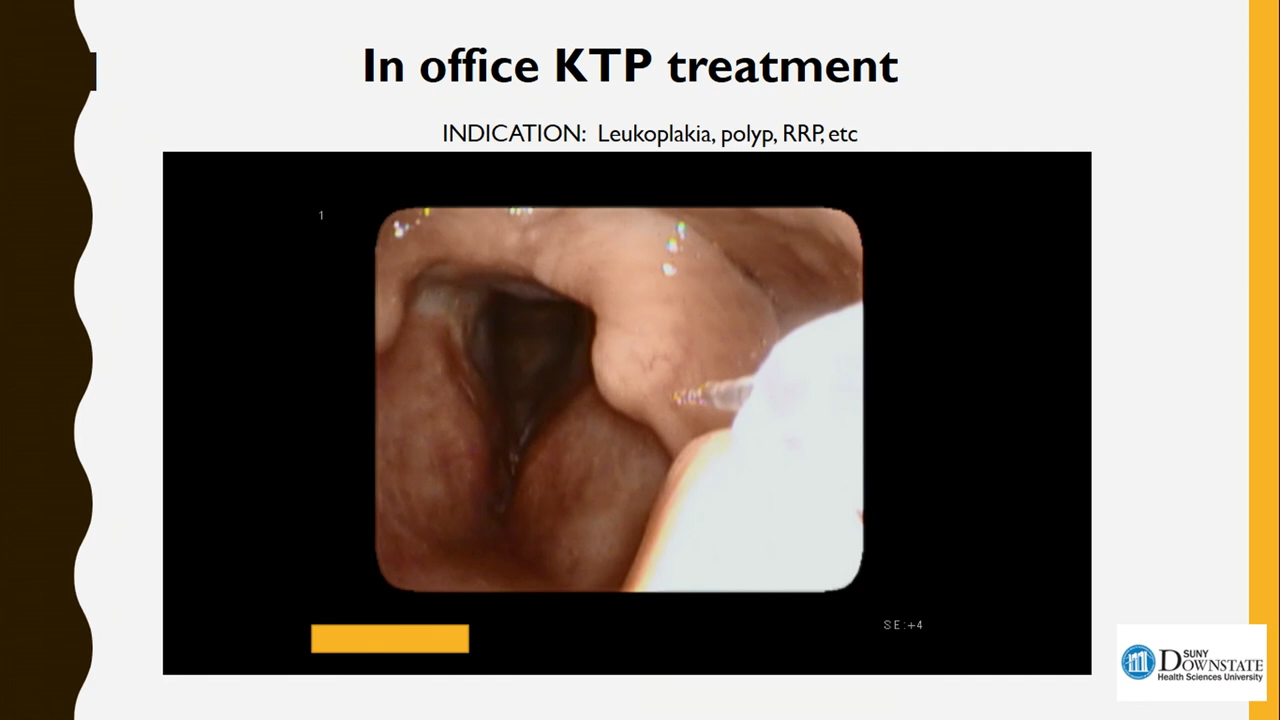 In office KTP treatment
INDICATION: Leukoplakia, polyp, RRP, etc
1
SE:+4
SUNY
DOWNSTATE
Health Sciences University